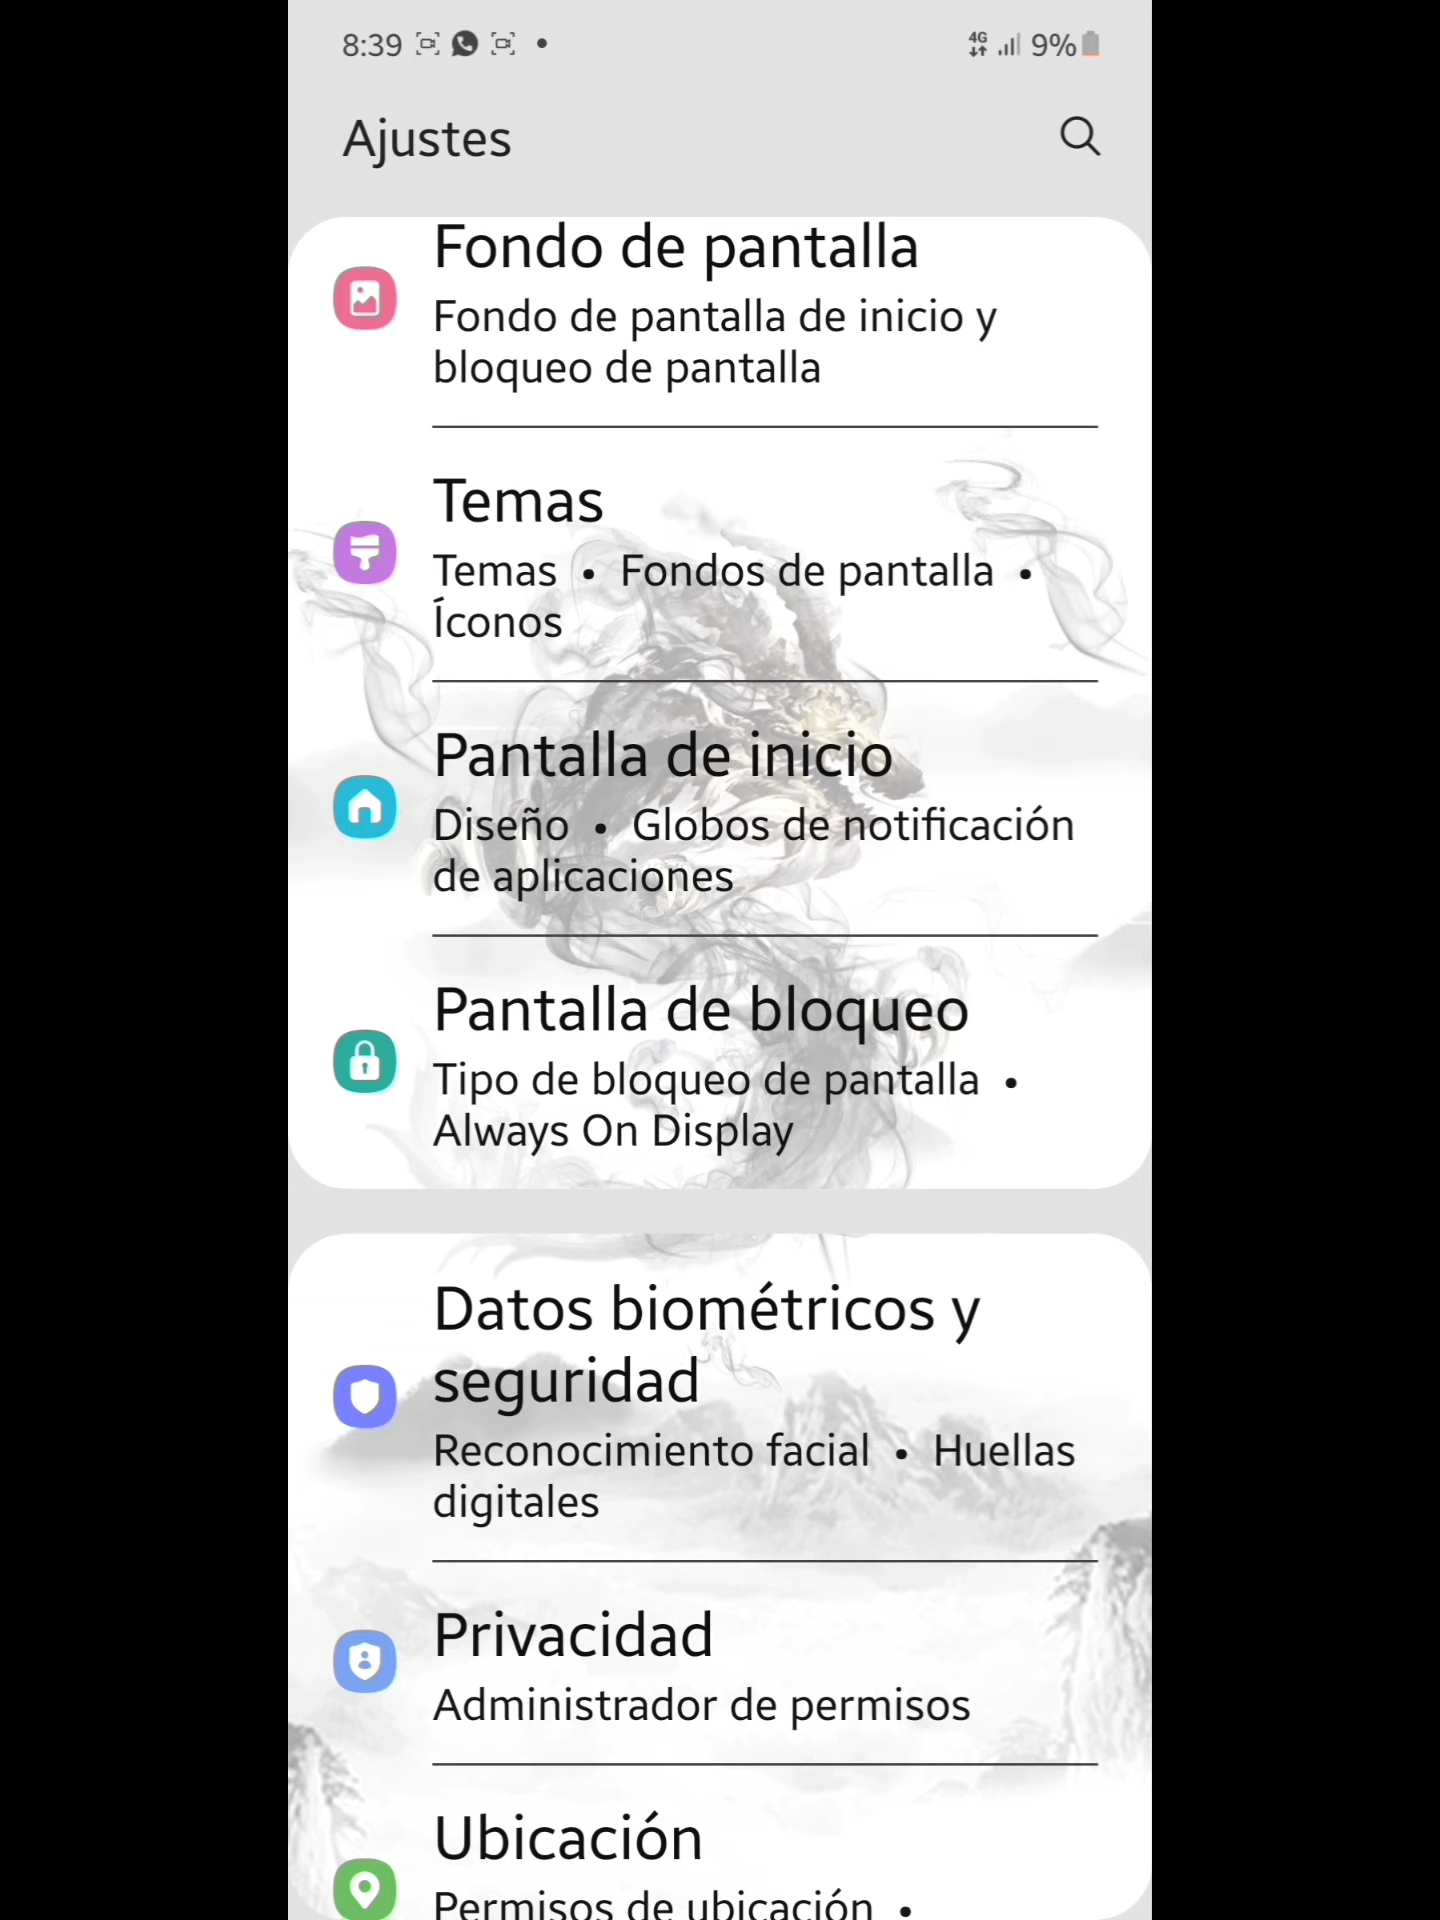 8:39
4G
9%
Ajustes
Fondo de pantalla
Fondo de pantalla de inicio y
bloqueo de pantalla
Temas
Temas • Fondos de pantalla •
Íconos
Pantalla de inicio
Diseño • Globos de notificación
de aplicaciones
Pantalla de bloqueo
Tipo de bloqueo de pantalla •
Always On Display
Datos biométricos y
seguridad
Reconocimiento facial • Huellas
digitales
Privacidad
Administrador de permisos
Ubicación
Permisos de ubicación •